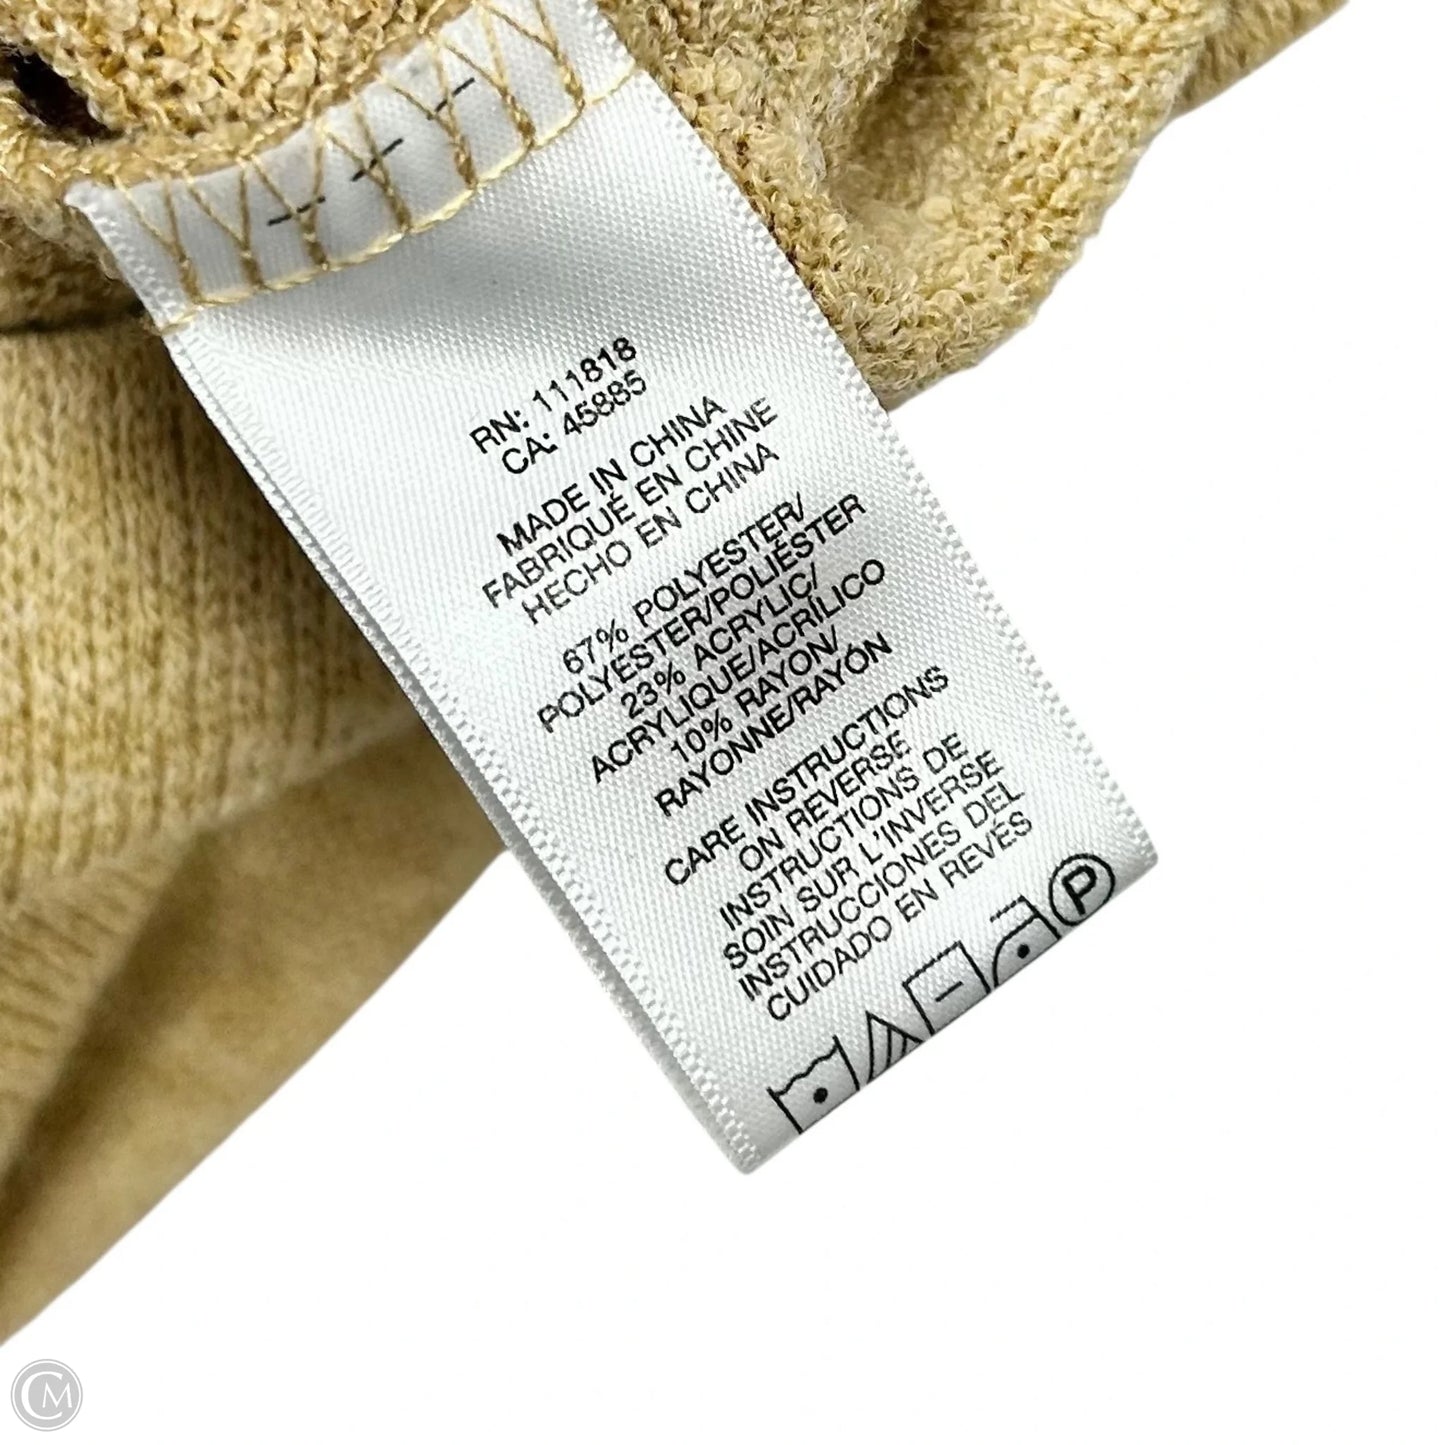 RN: 111818
CA: 45885
MADE IN CHINA
FABRIQUÉ EN CHINE
HECHO EN CHINA
67% POLYESTER/
POLYESTER/POLIÉSTER
23% ACRYLIC/
ACRYLIQUE/ACRÍLICO
10% RAYON/
RAYONNE/RAYÓN
CARE INSTRUCTIONS
ON REVERSE
INSTRUCTIONS DE
SOIN SUR L'INVERSE
INSTRUCCIONES DEL
CUIDADO EN REVÉS
P
CM